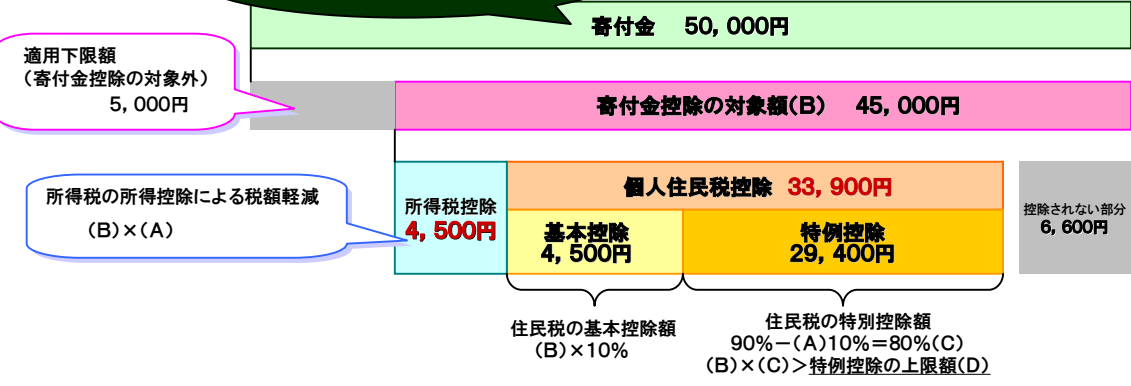 寄付金 50,000円
適用下限額
(寄付金控除の対象外)
5,000円
寄付金控除の対象額(B) 45,000円
所得税の所得控除による税額軽減
(B)×(A)
所得税控除
4,500円
個人住民税控除 33,900円
基本控除
4,500円
特例控除
29,400円
控除されない部分
6,600円
住民税の基本控除額
(B)×10%
住民税の特別控除額
90%-(A)10%=80%(C)
(B)×(C)>特例控除の上限額(D)